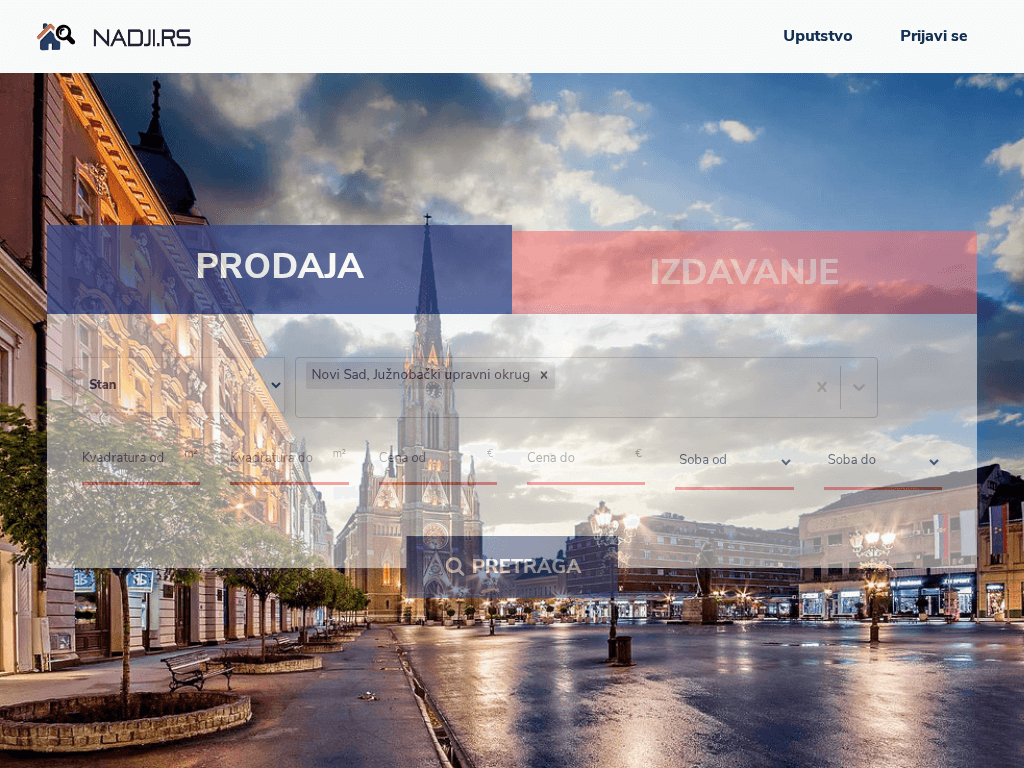 NADJI.RS
Uputstvo
Prijavi se
PRODAJA
IZDAVANJE
Stan
Novi Sad, Južnobački upravni okrug ×
Kvadratura od m²
Kvadratura do m²
Cena od €
Cena do €
Soba od
Soba do
PRETRAGA